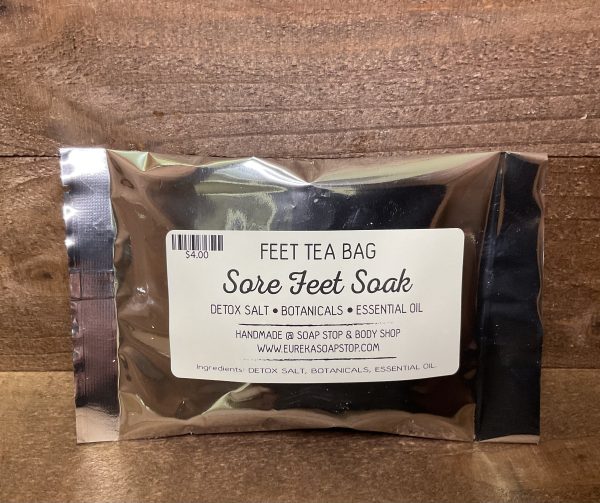 FEET TEA BAG
$4.00
Sore Feet Soak
DETOX SALT • BOTANICALS • ESSENTIAL OIL
HANDMADE @ SOAP STOP & BODY SHOP
WWW.EUREKASOAPSTOP.COM
Ingredients: DETOX SALT, BOTANICALS, ESSENTIAL OIL.